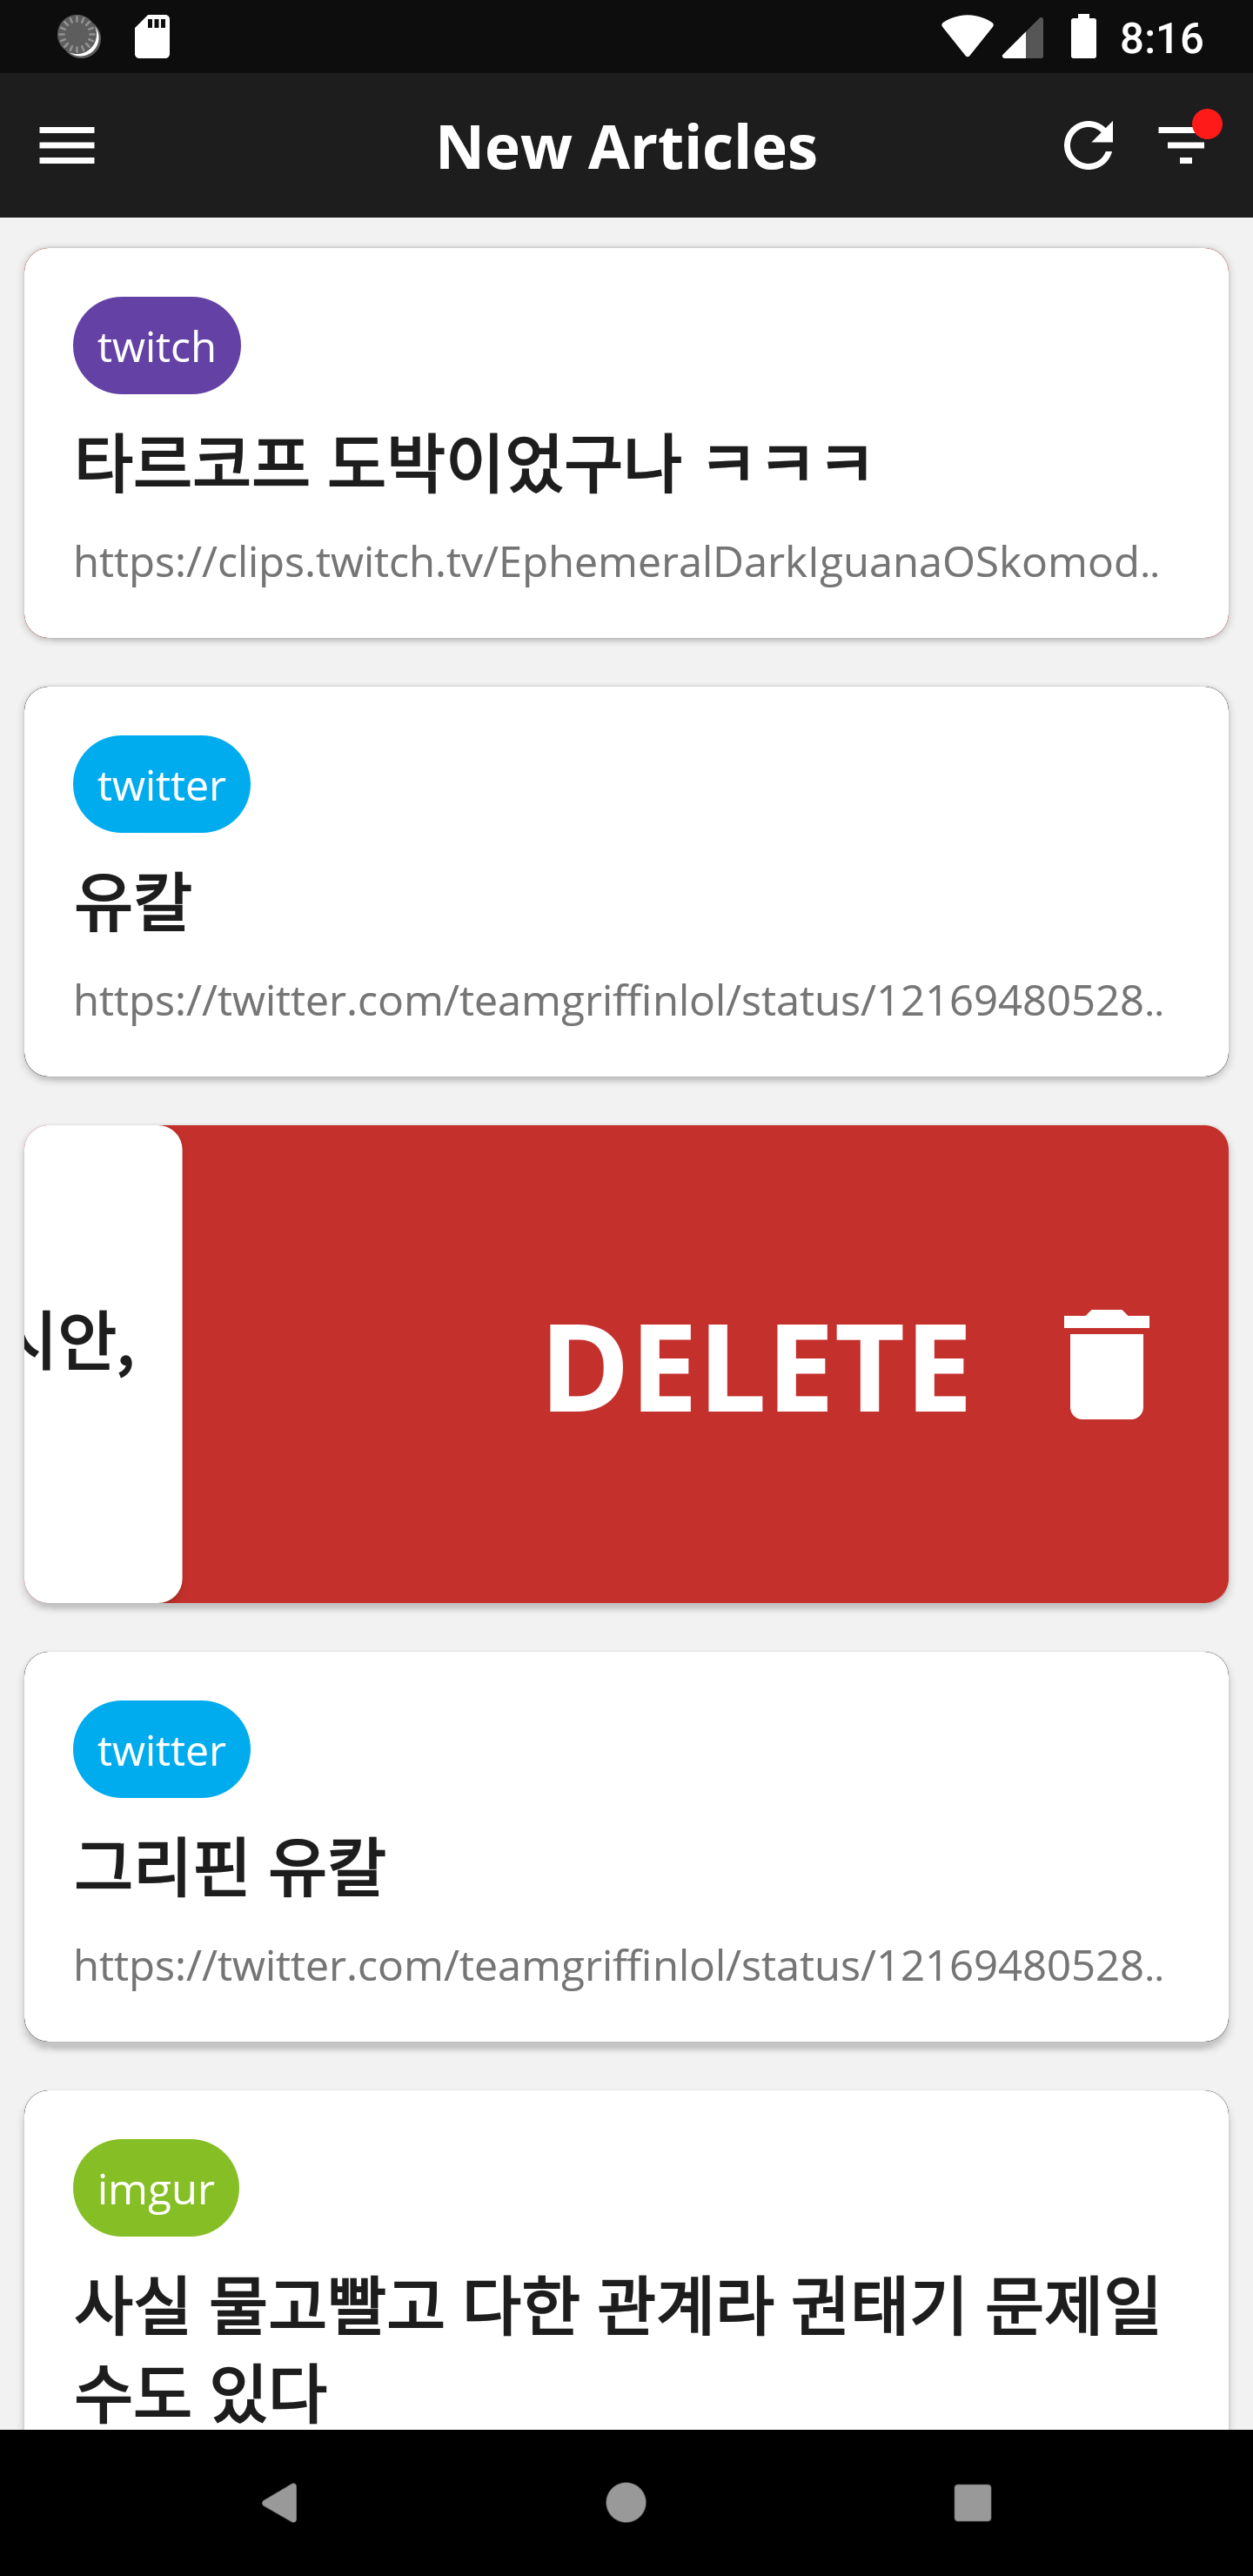 8:16
New Articles
twitch
타르코프 도박이었구나 ㅋㅋㅋ
https://clips.twitch.tv/EphemeralDarkIguanaOSkomod..
twitter
유칼
https://twitter.com/teamgriffinlol/status/12169480528..
시안,
DELETE
twitter
그리핀 유칼
https://twitter.com/teamgriffinlol/status/12169480528..
imgur
사실 물고빨고 다한 관계라 권태기 문제일
수도 있다